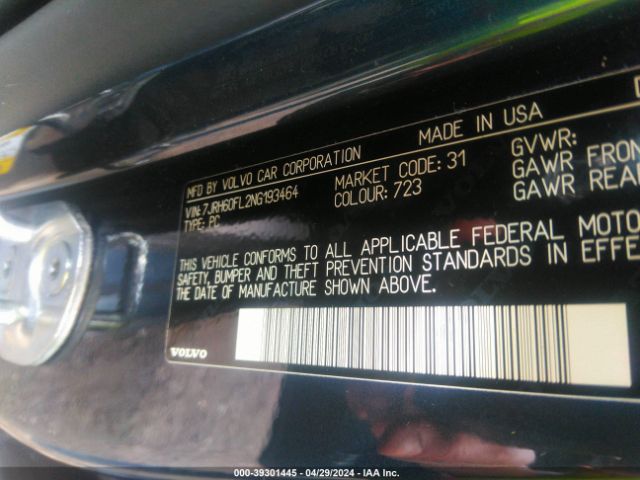 MFD BY VOLVO CAR CORPORATION MADE IN USA
VIN: 7JRH60FL2NG193464 MARKET CODE: 31 GVWR:
TYPE: PC COLOUR: 723 GAWR FRON
GAWR REAR
THIS VEHICLE CONFORMS TO ALL APPLICABLE FEDERAL MOTO
SAFETY, BUMPER AND THEFT PREVENTION STANDARDS IN EFFE
THE DATE OF MANUFACTURE SHOWN ABOVE.
VOLVO
000-39301445 - 04/29/2024 - IAA Inc.